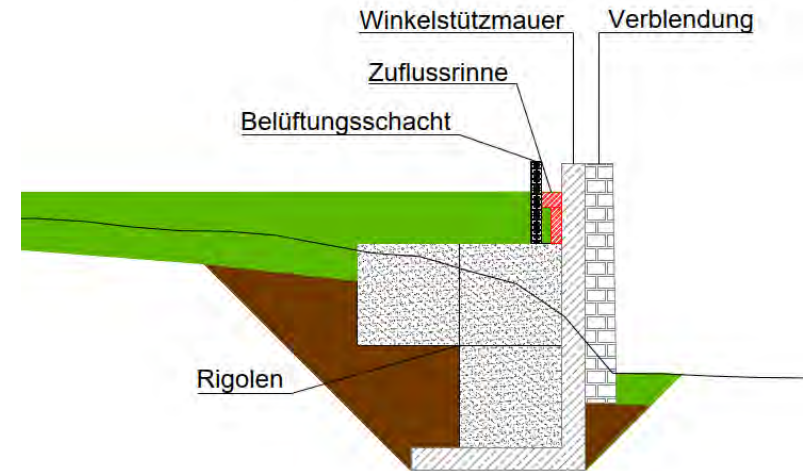 Winkelstützmauer
Verblendung
Zuflussrinne
Belüftungsschacht
Rigolen